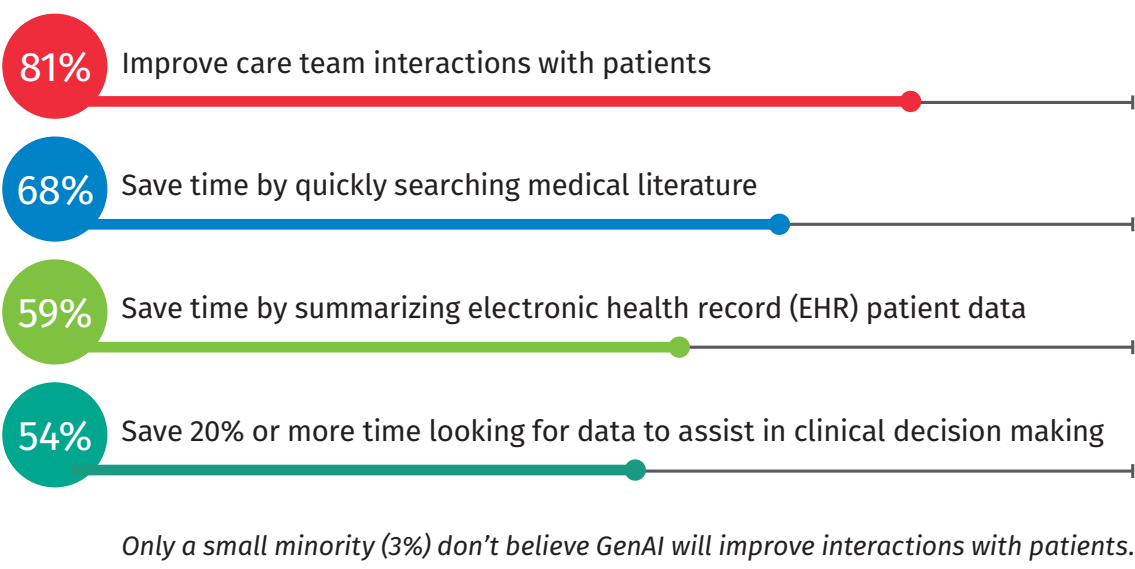 81%
Improve care team interactions with patients
68%
Save time by quickly searching medical literature
59%
Save time by summarizing electronic health record (EHR) patient data
54%
Save 20% or more time looking for data to assist in clinical decision making
Only a small minority (3%) don’t believe GenAI will improve interactions with patients.